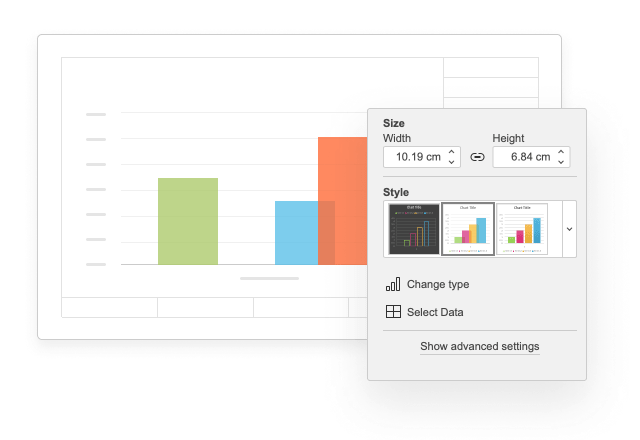 Size
Width Height
10.19 cm 6.84 cm
Style
Chart Title Chart Title Chart Title
Change type
Select Data
Show advanced settings